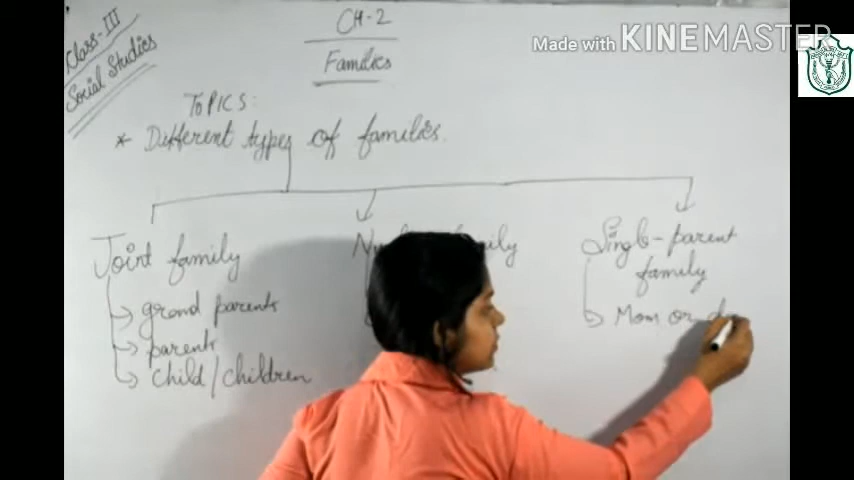 Class-III
Social Studies
CH-2
Families
Made with KINEMASTER
TOPICS:
* Different types of families.
Joint family
Single-parent
family
grand parents
parents
child/children
Mom or